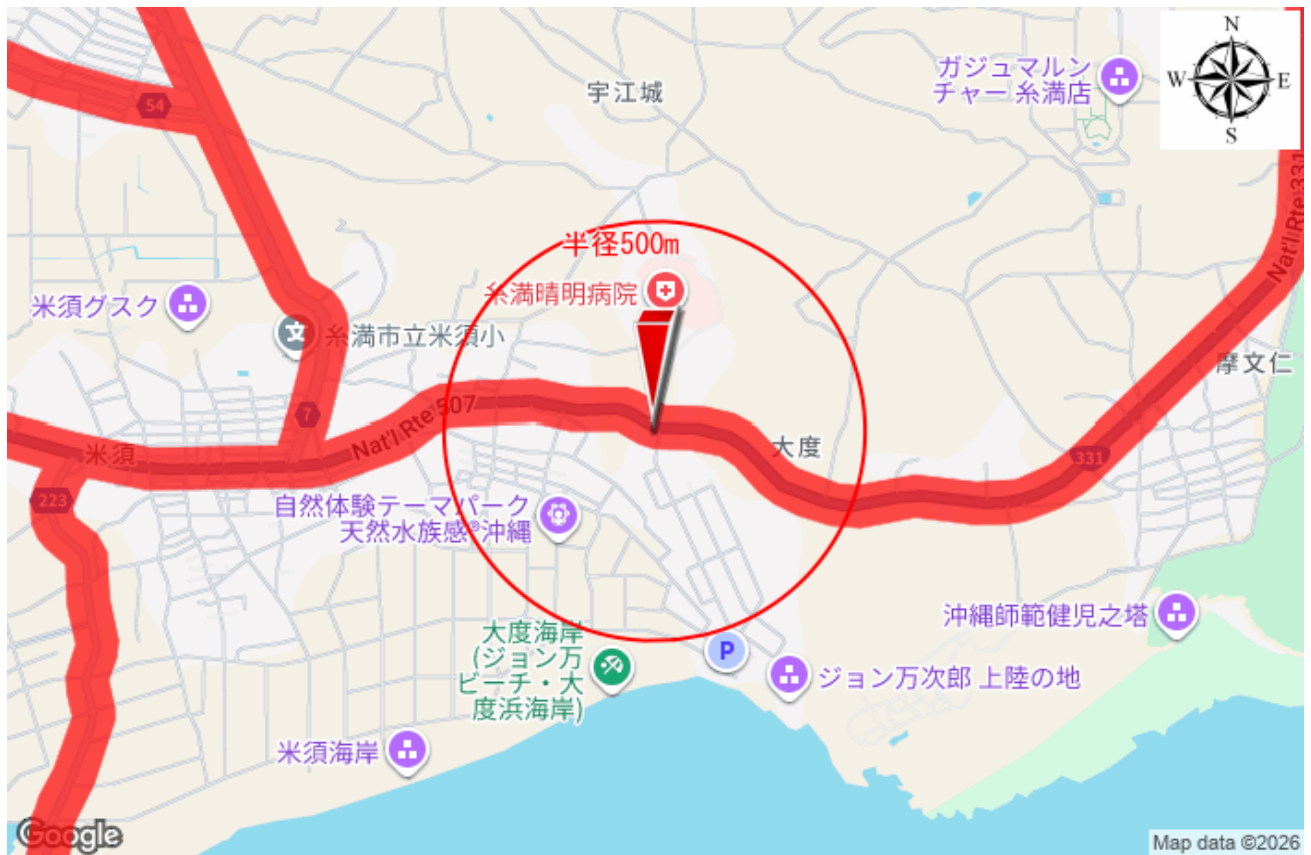 N
W E
S
ガジュマルン
チャー 糸満店
宇江城
54
Nat'l Rte 331
半径500m
糸満晴明病院
米須グスク
糸満市立米須小
文
摩文仁
7
Nat'l Rte 507
米須
大度
331
223
自然体験テーマパーク
天然水族感®沖縄
沖縄師範健児之塔
大度海岸
(ジョン万
ビーチ・大
度浜海岸)
P
ジョン万次郎 上陸の地
米須海岸
Google
Map data ©2026